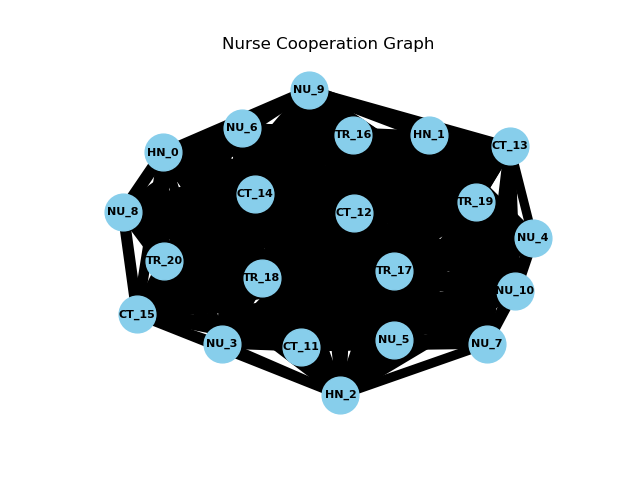 Nurse Cooperation Graph
NU_9
NU_6
TR_16
HN_1
CT_13
HN_0
CT_14
TR_19
NU_8
CT_12
NU_4
TR_20
TR_18
TR_17
NU_10
CT_15
NU_3
CT_11
NU_5
NU_7
HN_2